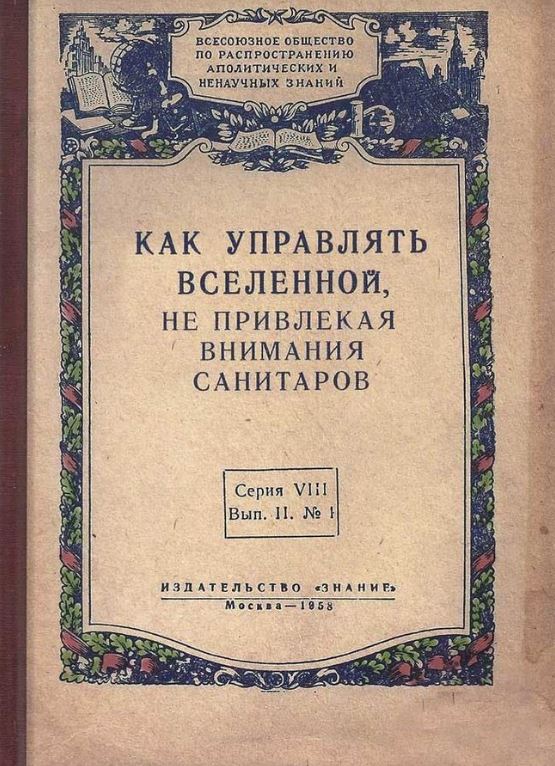 ВСЕСОЮЗНОЕ ОБЩЕСТВО
ПО РАСПРОСТРАНЕНИЮ
АПОЛИТИЧЕСКИХ И
НЕНАУЧНЫХ ЗНАНИЙ
КАК УПРАВЛЯТЬ
ВСЕЛЕННОЙ,
НЕ ПРИВЛЕКАЯ
ВНИМАНИЯ
САНИТАРОВ
Серия VIII
Вып. II. № 1
ИЗДАТЕЛЬСТВО «ЗНАНИЕ»
Москва—1958